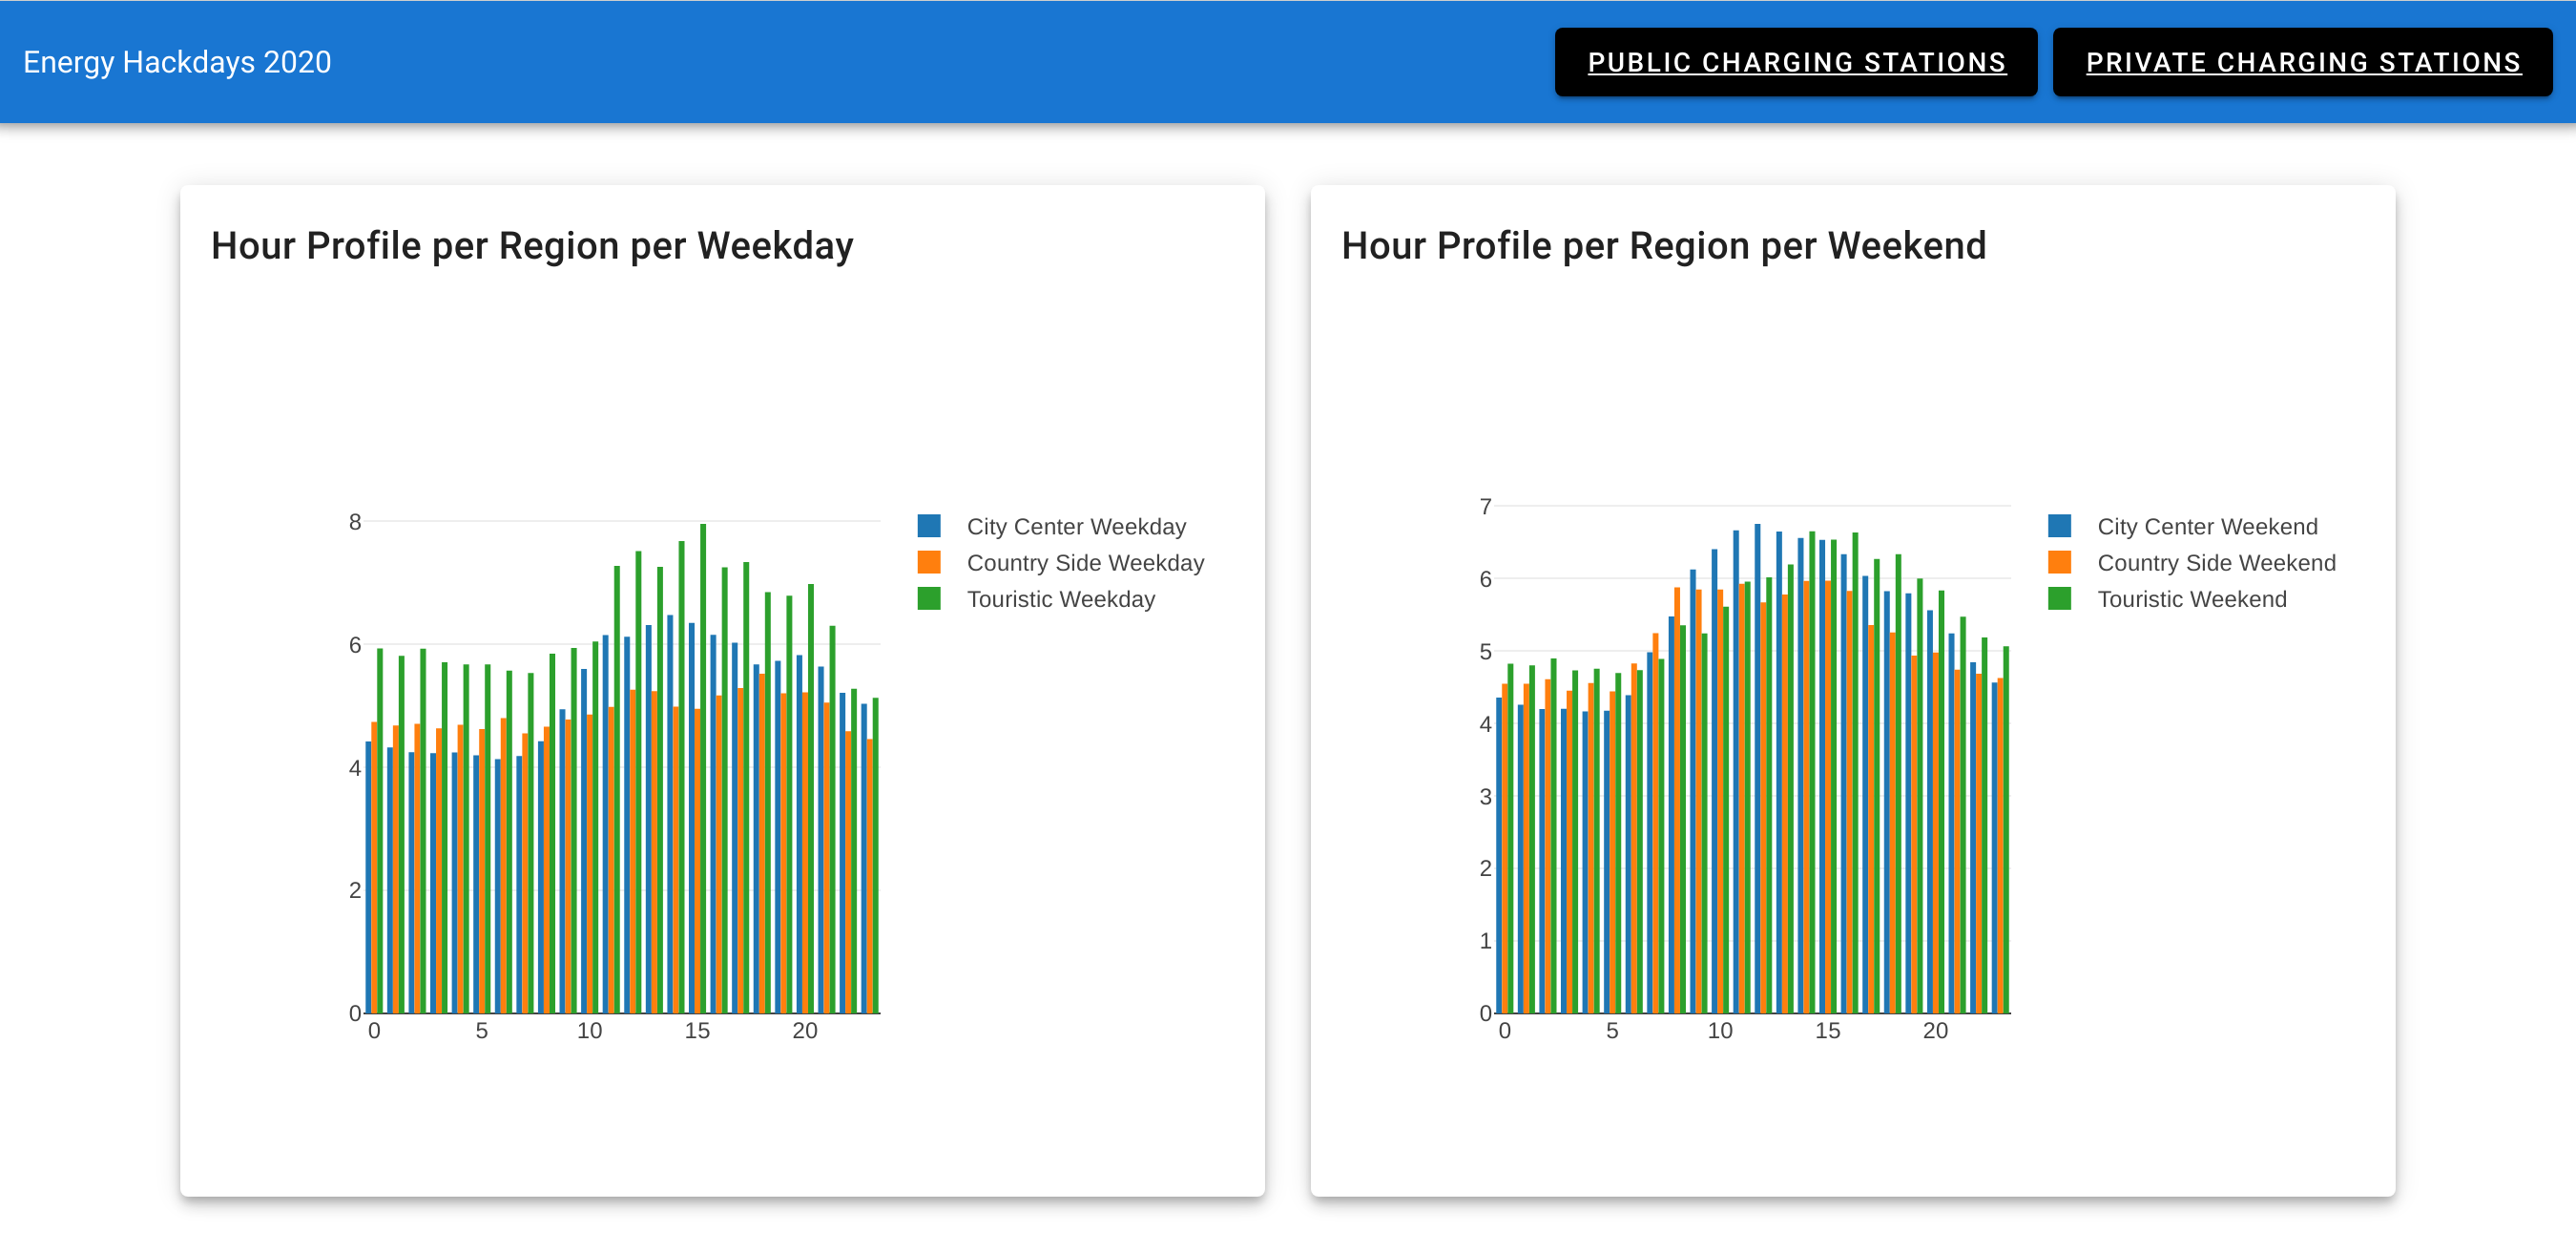 Energy Hackdays 2020
PUBLIC CHARGING STATIONS
PRIVATE CHARGING STATIONS
Hour Profile per Region per Weekday
8
6
4
2
0
0 5 10 15 20
City Center Weekday
Country Side Weekday
Touristic Weekday
Hour Profile per Region per Weekend
7
6
5
4
3
2
1
0
0 5 10 15 20
City Center Weekend
Country Side Weekend
Touristic Weekend